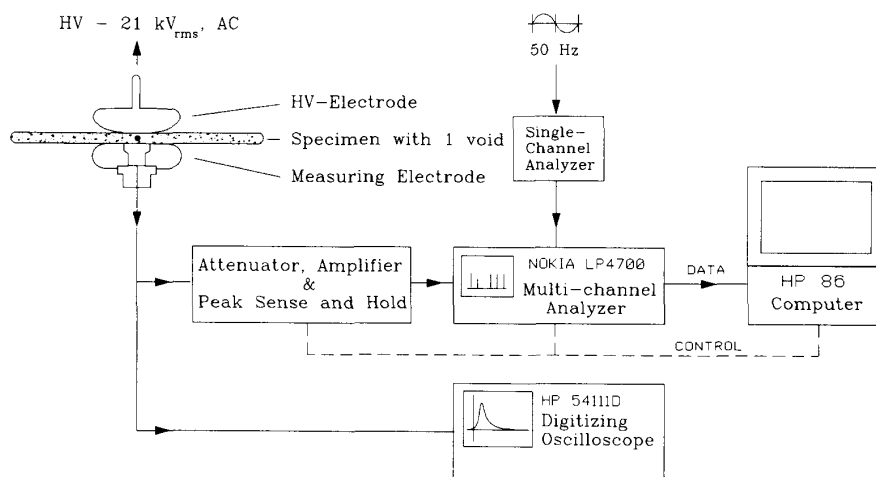 HV - 21 kVrms, AC
50 Hz
HV-Electrode
Specimen with 1 void
Measuring Electrode
Single-
Channel
Analyzer
Attenuator, Amplifier
&
Peak Sense and Hold
NOKIA LP4700
Multi-channel
Analyzer
DATA
HP 86
Computer
CONTROL
HP 54111D
Digitizing
Oscilloscope